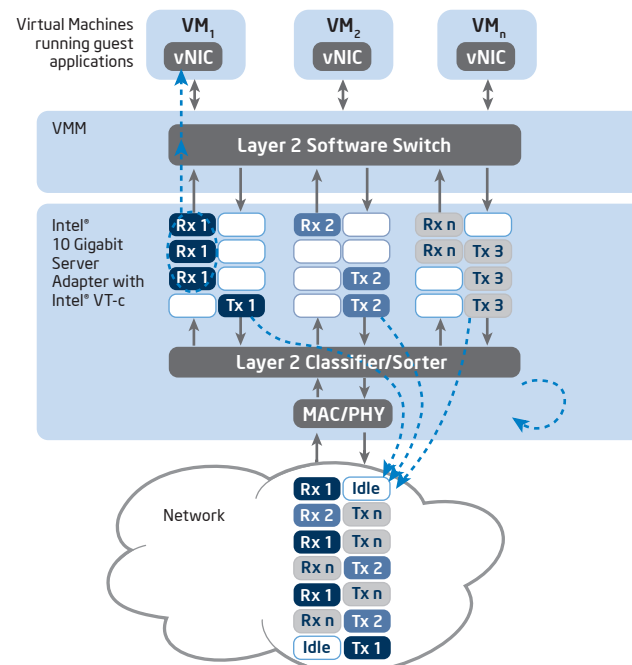 Virtual Machines
running guest
applications
VM1
vNIC
VM2
vNIC
VMn
vNIC
VMM
Layer 2 Software Switch
Intel®
10 Gigabit
Server
Adapter with
Intel® VT-c
Rx 1 Rx 2 Rx n
Rx 1 Rx n Tx 3
Rx 1 Tx 2 Tx 3
Tx 1 Tx 2 Tx 3
Layer 2 Classifier/Sorter
MAC/PHY
Network
Rx 1 Idle
Rx 2 Tx n
Rx 1 Tx n
Rx n Tx 2
Rx 1 Tx n
Rx n Tx 2
Idle Tx 1